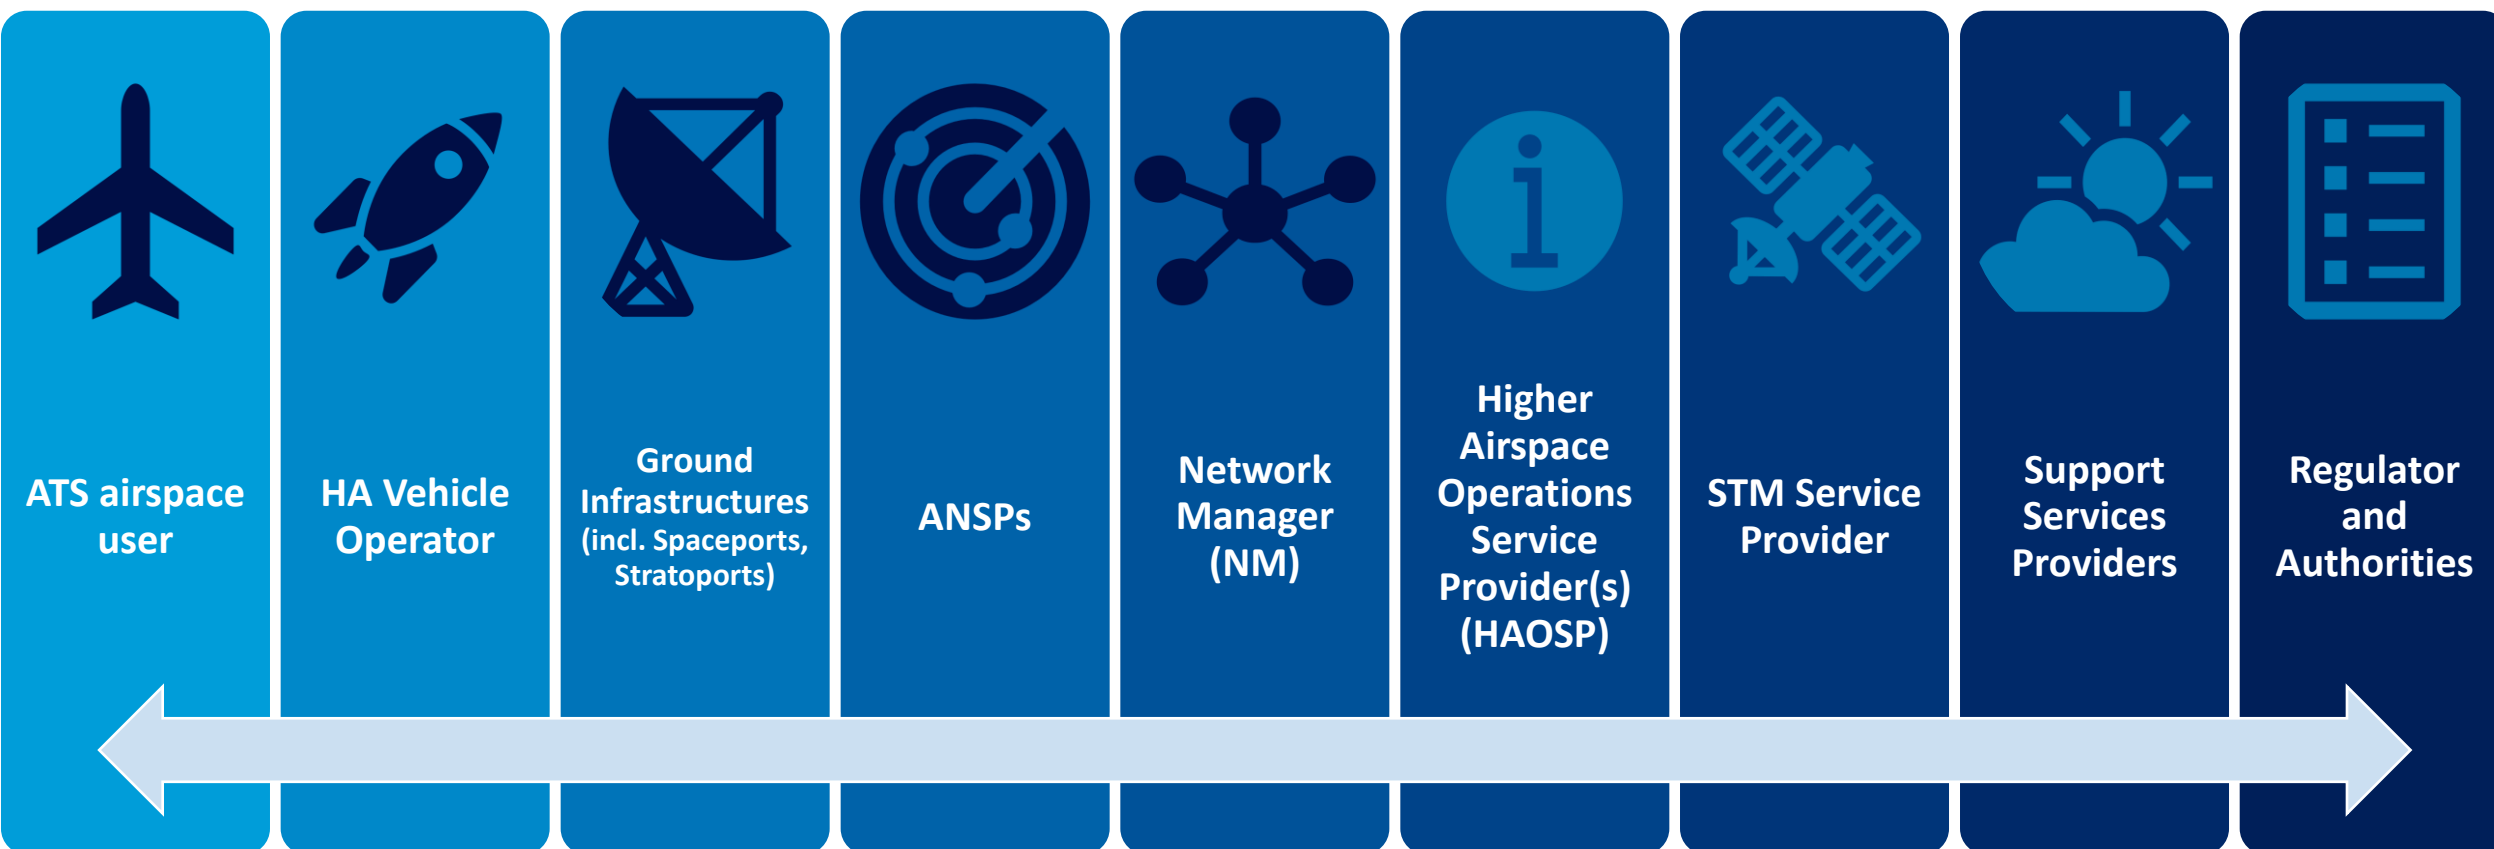 ATS airspace
user
HA Vehicle
Operator
Ground
Infrastructures
(incl. Spaceports,
Stratoports)
ANSPs
Network
Manager
(NM)
Higher
Airspace
Operations
Service
Provider(s)
(HAOSP)
STM Service
Provider
Support
Services
Providers
Regulator
and
Authorities